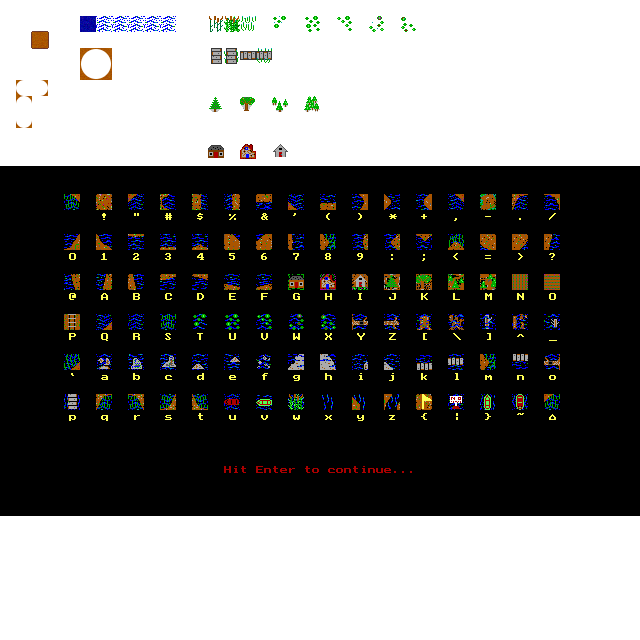 ! " # $ % & ' ( ) * + , - . /
0 1 2 3 4 5 6 7 8 9 : ; < = > ?
@ A B C D E F G H I J K L M N O
P Q R S T U V W X Y Z [ \ ] ^ _
` a b c d e f g h i j k l m n o
p q r s t u v w x y z { ¦ } ~ Δ
Hit Enter to continue...